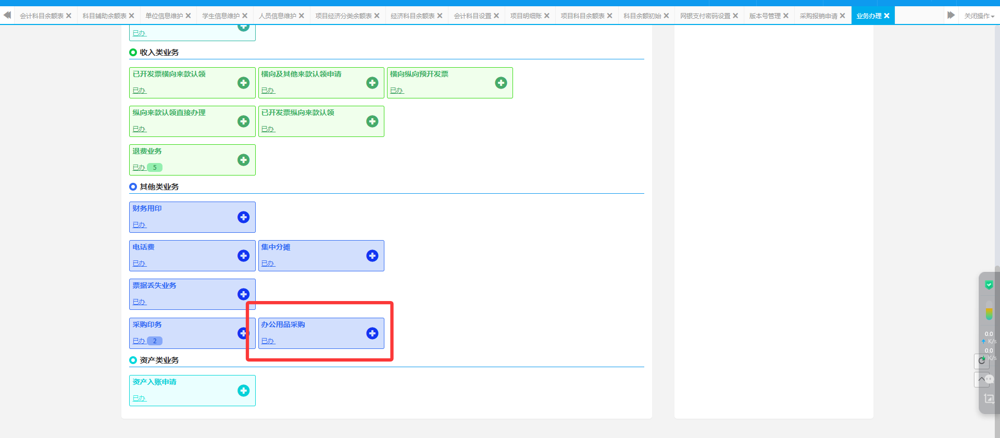 会计科目余额表 科目辅助余额表 单位信息维护 学生信息维护 人员信息维护 项目经济分类余额表 经济科目余额表 会计科目设置 项目明细账 项目科目余额表 科目余额初始 网银支付密码设置 版本号管理 采购报销申请 业务办理 关闭操作
已办
收入类业务
已开发票横向来款认领 横向及其他来款认领申请 横向纵向预开发票
已办 已办 已办
纵向来款认领直接办理 已开发票纵向来款认领
已办 已办
退费业务
已办 5
其他类业务
财务用印
已办
电话费 集中分摊
已办 已办
票据丢失业务
已办
采购印务 办公用品采购
已办 2 已办
资产类业务
资产入账申请
已办
0.0
K/s
0.0
K/s